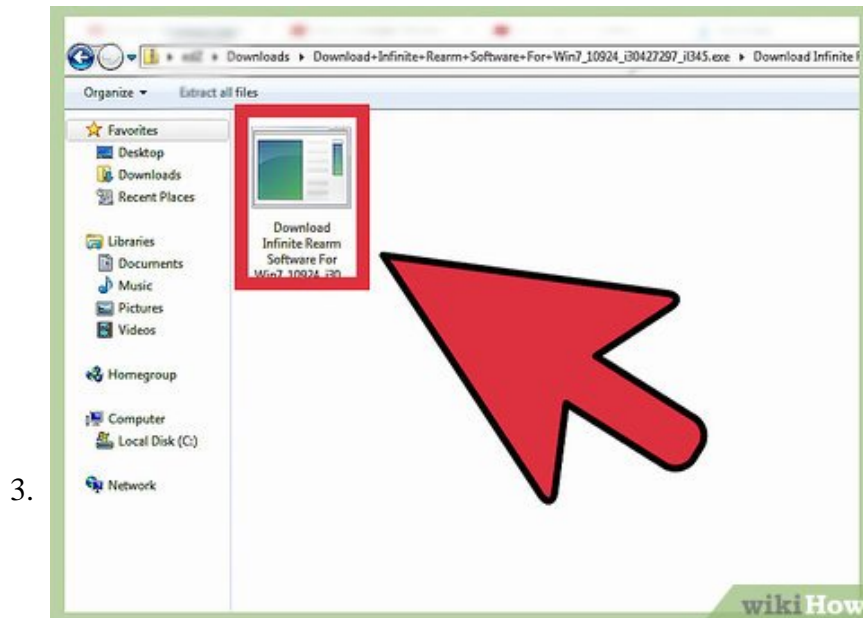 Downloads ▸ Download+Infinite+Rearm+Software+For+Win7_10924_i30427297_il345.exe ▸ Download Infinite
Organize
Extract all files
Favorites
Desktop
Downloads
Recent Places
Libraries
Documents
Music
Pictures
Videos
Homegroup
Computer
Local Disk (C:)
Network
Download
Infinite Rearm
Software For
Win7_10924_i30...
3.
wikiHow